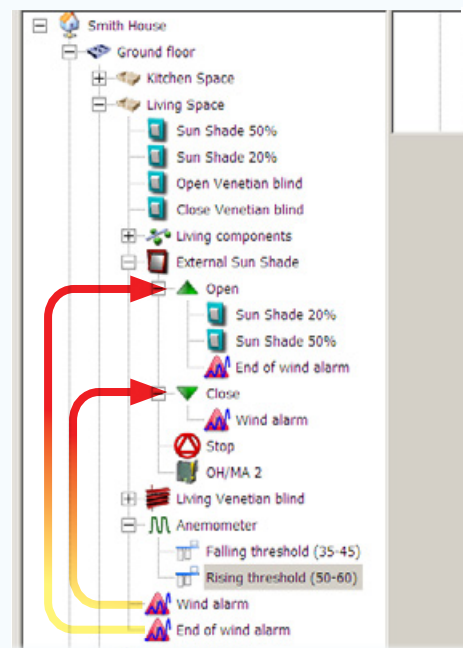 Smith House
Ground floor
Kitchen Space
Living Space
Sun Shade 50%
Sun Shade 20%
Open Venetian blind
Close Venetian blind
Living components
External Sun Shade
Open
Sun Shade 20%
Sun Shade 50%
End of wind alarm
Close
Wind alarm
Stop
OH/MA 2
Living Venetian blind
Anemometer
Falling threshold (35-45)
Rising threshold (50-60)
Wind alarm
End of wind alarm